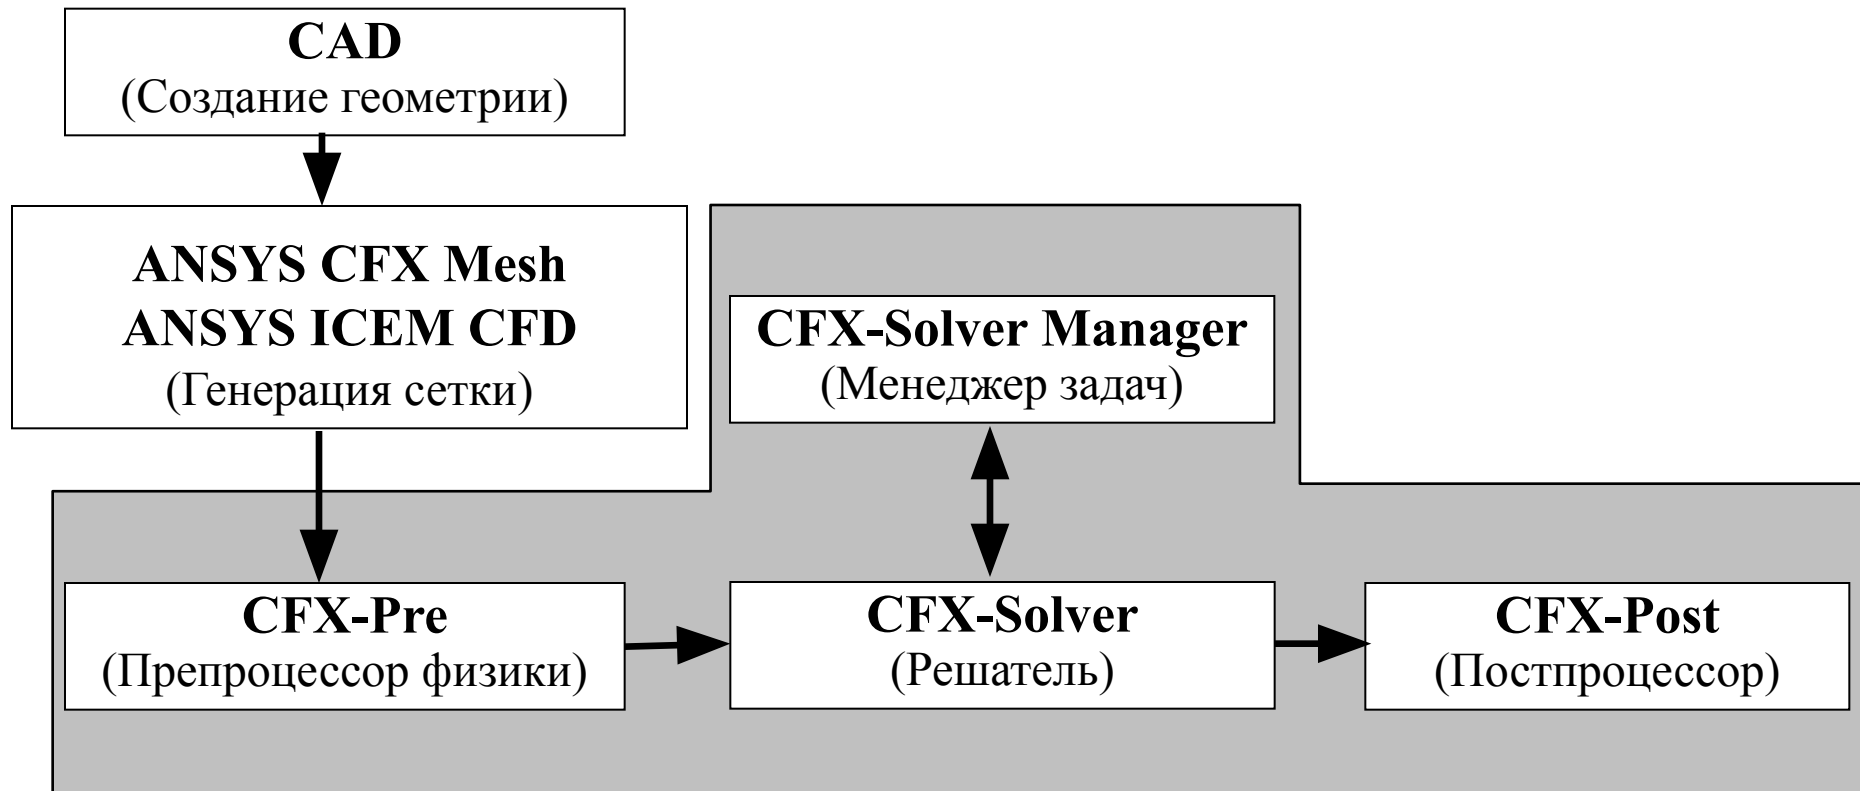 CAD
(Создание геометрии)
ANSYS CFX Mesh
ANSYS ICEM CFD
(Генерация сетки)
CFX-Solver Manager
(Менеджер задач)
CFX-Pre
(Препроцессор физики)
CFX-Solver
(Решатель)
CFX-Post
(Постпроцессор)